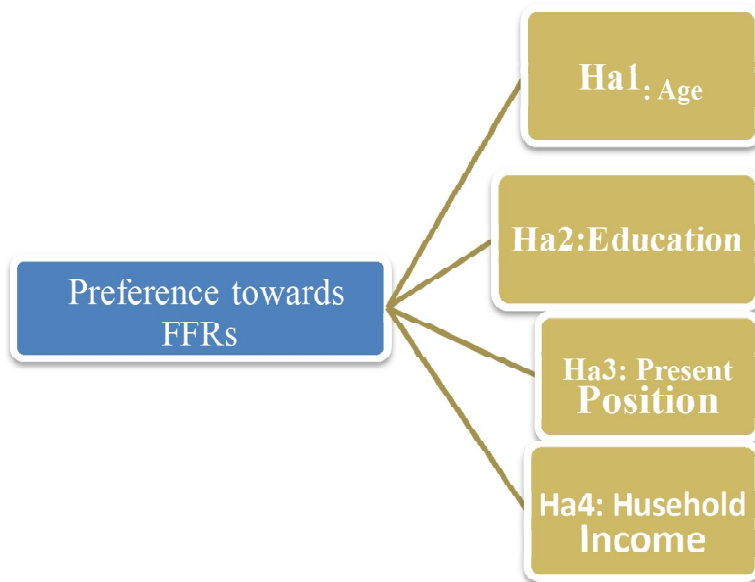 Ha1: Age
Ha2:Education
Preference towards
FFRs
Ha3: Present
Position
Ha4: Husehold
Income